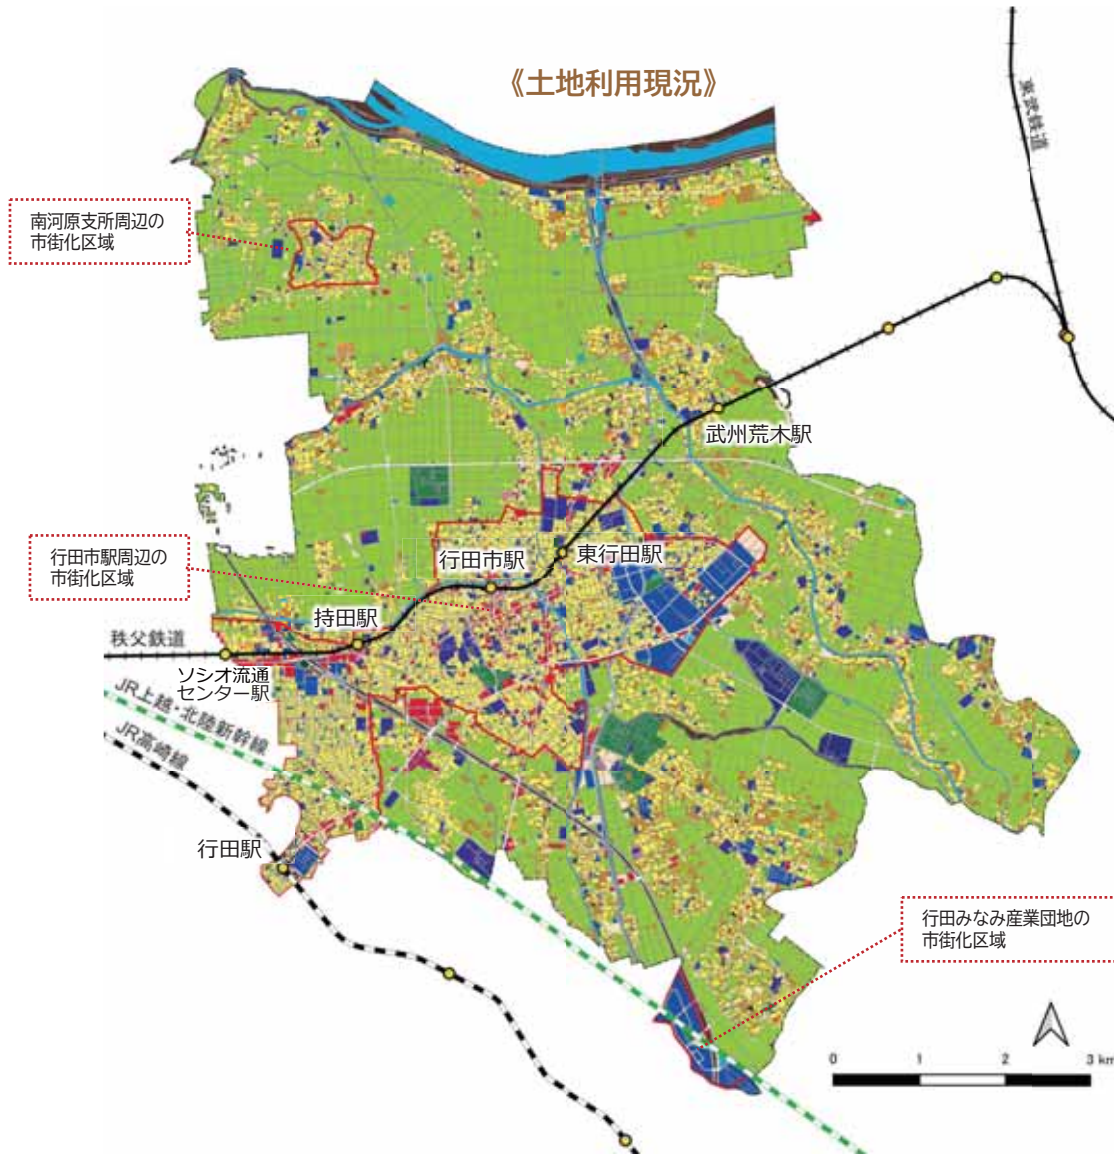 《土地利用現況》
東武鉄道
南河原支所周辺の
市街化区域
武州荒木駅
行田市駅周辺の
市街化区域
行田市駅
東行田駅
持田駅
秩父鉄道
ソシオ流通
センター駅
JR上越・北陸新幹線
JR高崎線
行田駅
行田みなみ産業団地の
市街化区域
0 1 2 3 km